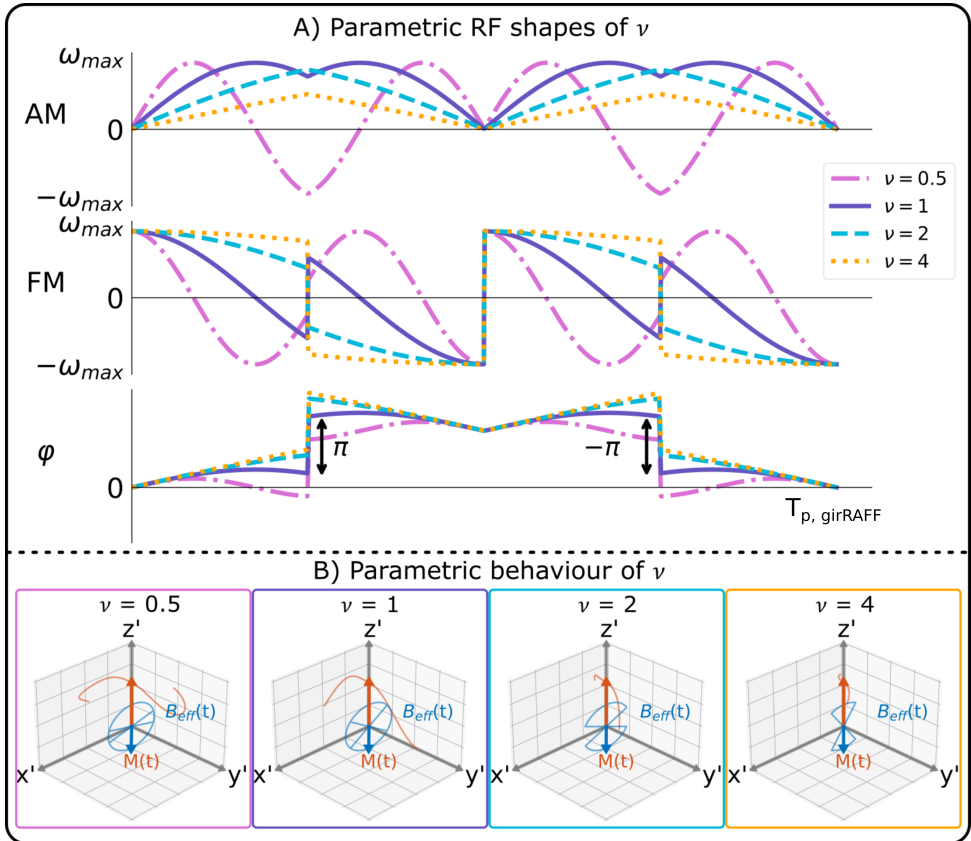 A) Parametric RF shapes of ν
ω_max
AM
0
−ω_max
ω_max
FM
0
−ω_max
φ
0
π
−π
T_p, girRAFF
ν = 0.5
ν = 1
ν = 2
ν = 4
B) Parametric behaviour of ν
ν = 0.5
z'
B_eff(t)
M(t)
x'
y'
ν = 1
z'
B_eff(t)
M(t)
x'
y'
ν = 2
z'
B_eff(t)
M(t)
x'
y'
ν = 4
z'
B_eff(t)
M(t)
x'
y'